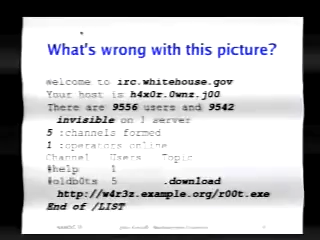 What's wrong with this picture?
Welcome to irc.whitehouse.gov
Your host is h4x0r.0wnz.j00
There are 9556 users and 9542
invisible on 1 server
5 :channels formed
1 :operators online
Channel Users Topic
#help 1
#oldb0ts 5 .download
http://w4r3z.example.org/r00t.exe
End of /LIST